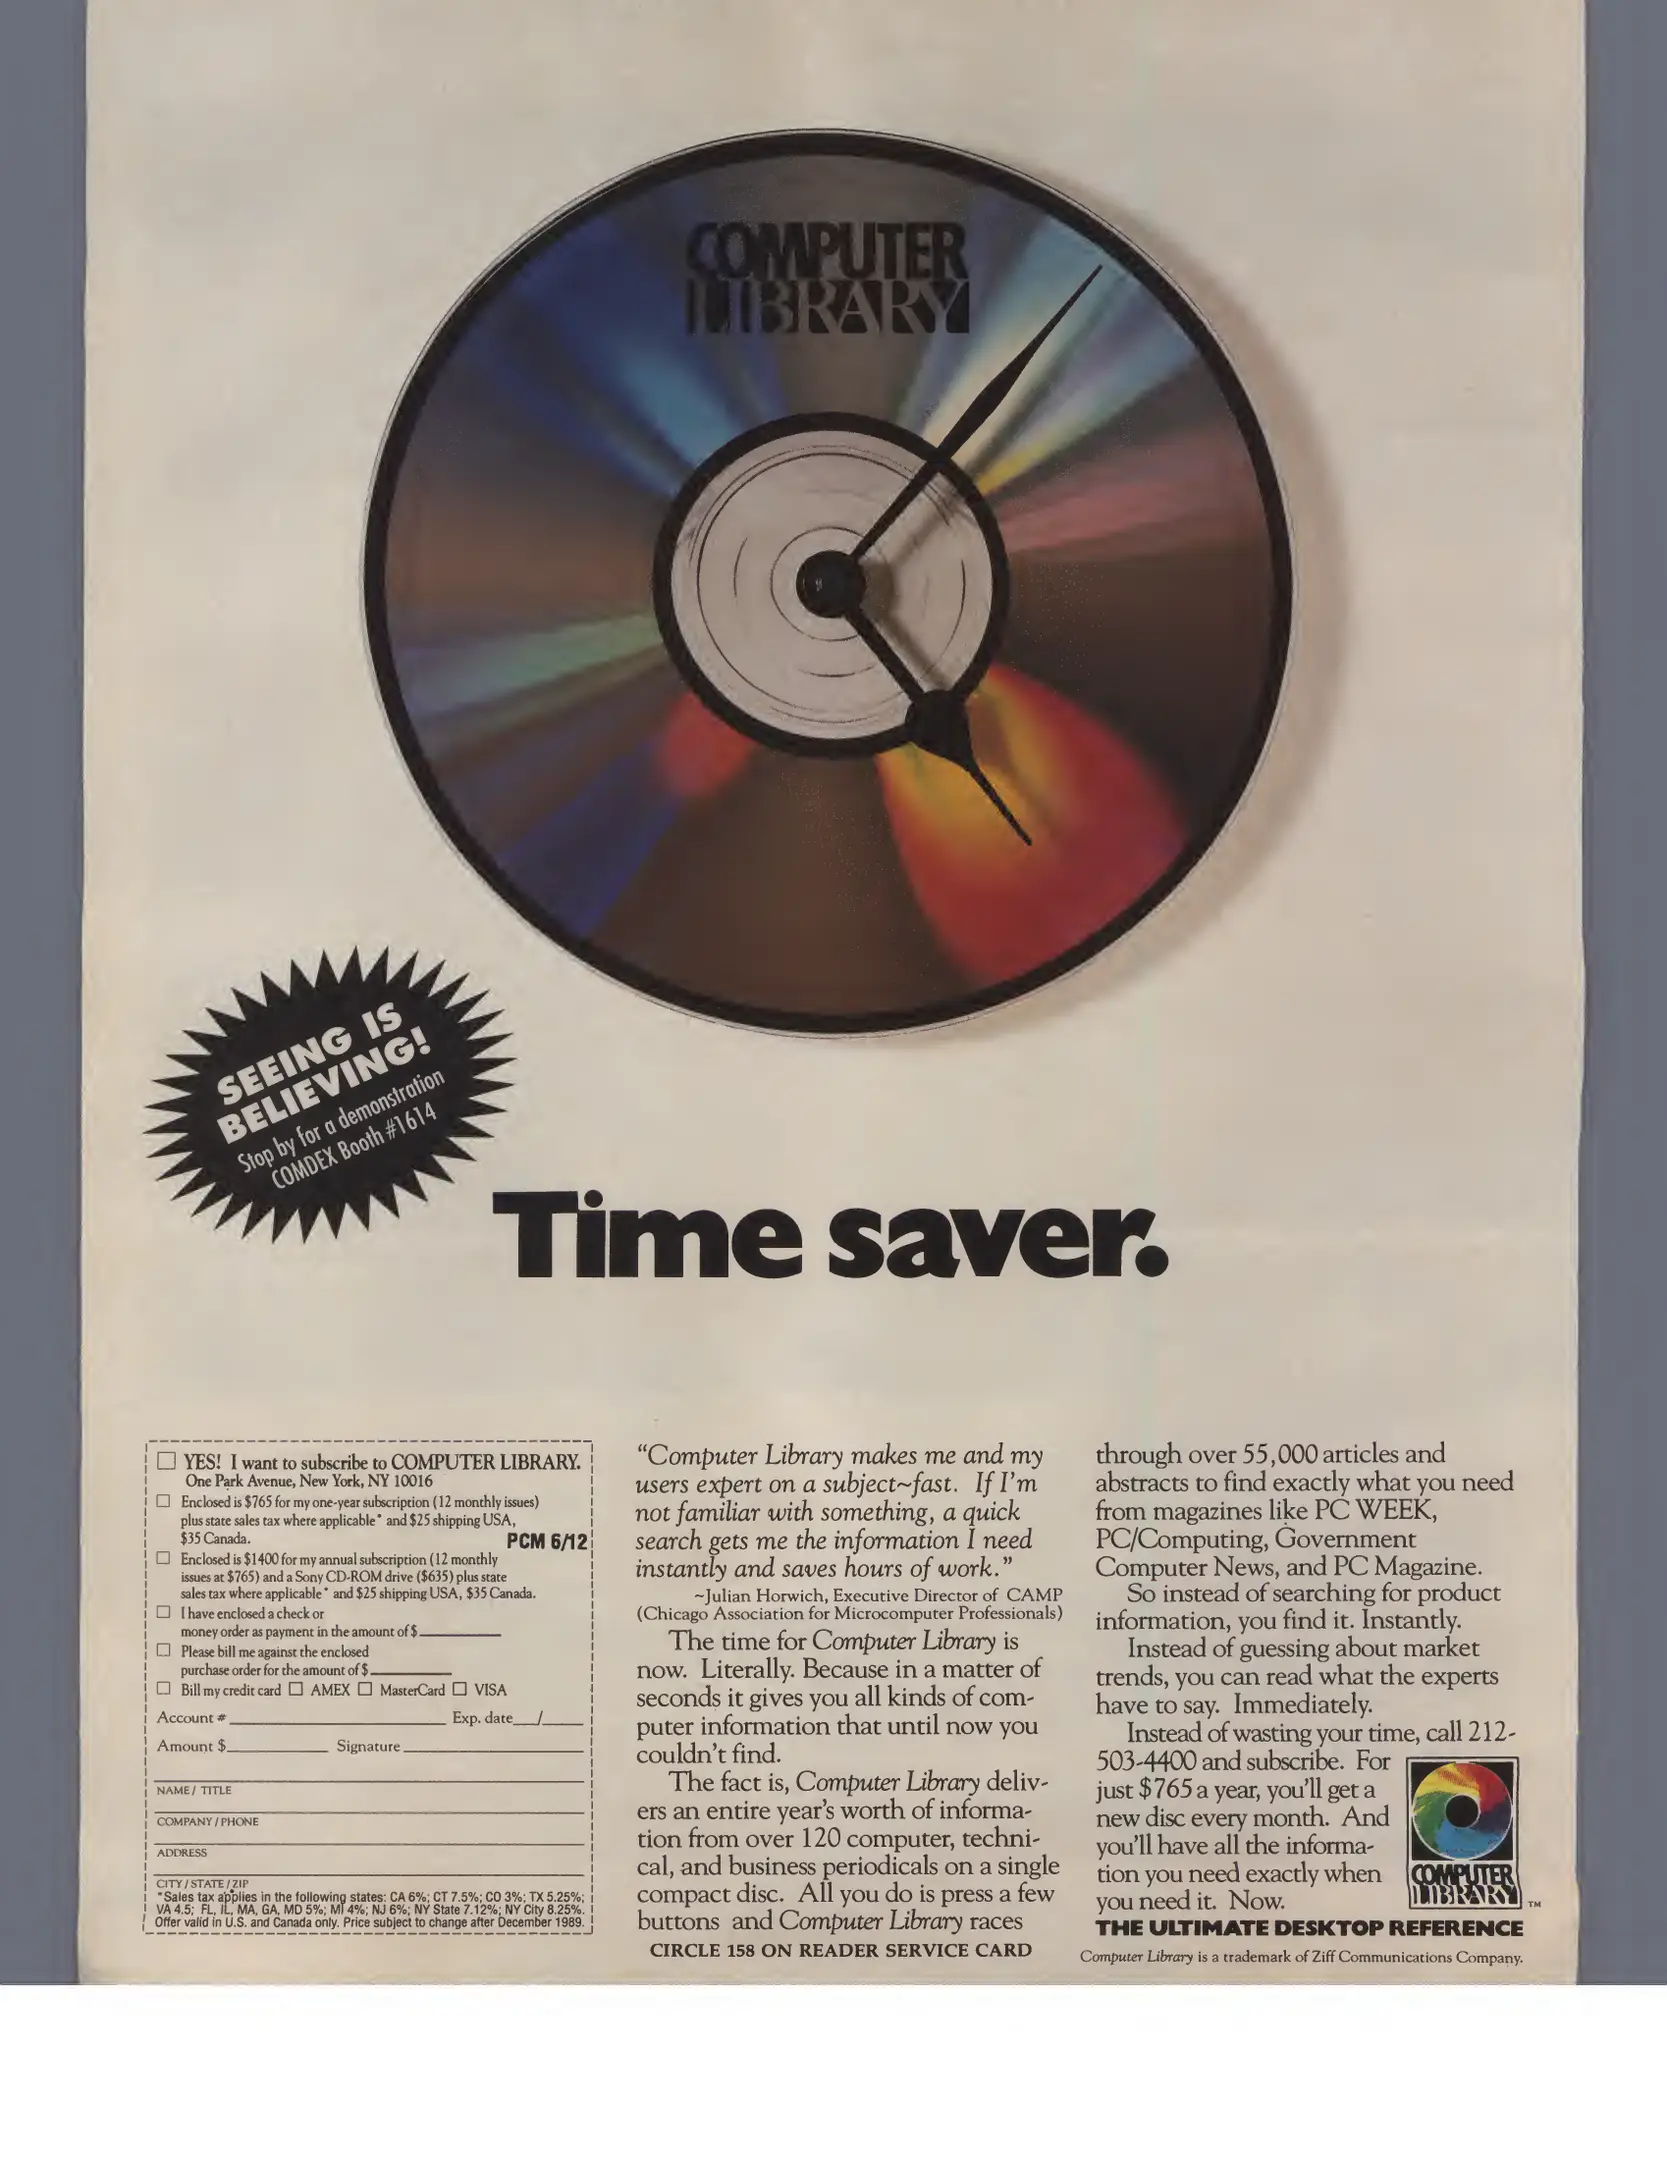 COMPUTER
LIBRARY
SEEING IS
BELIEVING!
Stop by for a demonstration
COMDEX Booth #1614
Time saver.
☐ YES! I want to subscribe to COMPUTER LIBRARY.
One Park Avenue, New York, NY 10016
☐ Enclosed is $765 for my one-year subscription (12 monthly issues)
plus state sales tax where applicable* and $25 shipping USA,
$35 Canada. PCM 6/12
☐ Enclosed is $1400 for my annual subscription (12 monthly
issues at $765) and a Sony CD-ROM drive ($635) plus state
sales tax where applicable* and $25 shipping USA, $35 Canada.
☐ I have enclosed a check or
money order as payment in the amount of $
☐ Please bill me against the enclosed
purchase order for the amount of $
☐ Bill my credit card ☐ AMEX ☐ MasterCard ☐ VISA
Account # Exp. date / 
Amount $ Signature
NAME / TITLE
COMPANY / PHONE
ADDRESS
CITY / STATE / ZIP
*Sales tax applies in the following states: CA 6%; CT 7.5%; CO 3%; TX 5.25%;
VA 4.5; FL, IL, MA, GA, MD 5%; MI 4%; NJ 6%; NY State 7.12%; NY City 8.25%.
Offer valid in U.S. and Canada only. Price subject to change after December 1989.
“Computer Library makes me and my
users expert on a subject~fast. If I’m
not familiar with something, a quick
search gets me the information I need
instantly and saves hours of work.”
~Julian Horwich, Executive Director of CAMP
(Chicago Association for Microcomputer Professionals)
The time for Computer Library is
now. Literally. Because in a matter of
seconds it gives you all kinds of com-
puter information that until now you
couldn’t find.
The fact is, Computer Library deliv-
ers an entire year’s worth of informa-
tion from over 120 computer, techni-
cal, and business periodicals on a single
compact disc. All you do is press a few
buttons and Computer Library races
CIRCLE 158 ON READER SERVICE CARD
through over 55,000 articles and
abstracts to find exactly what you need
from magazines like PC WEEK,
PC/Computing, Government
Computer News, and PC Magazine.
So instead of searching for product
information, you find it. Instantly.
Instead of guessing about market
trends, you can read what the experts
have to say. Immediately.
Instead of wasting your time, call 212-
503-4400 and subscribe. For
just $765 a year, you’ll get a
new disc every month. And
you’ll have all the informa-
tion you need exactly when
you need it. Now.
COMPUTER
LIBRARY ™
THE ULTIMATE DESKTOP REFERENCE
Computer Library is a trademark of Ziff Communications Company.